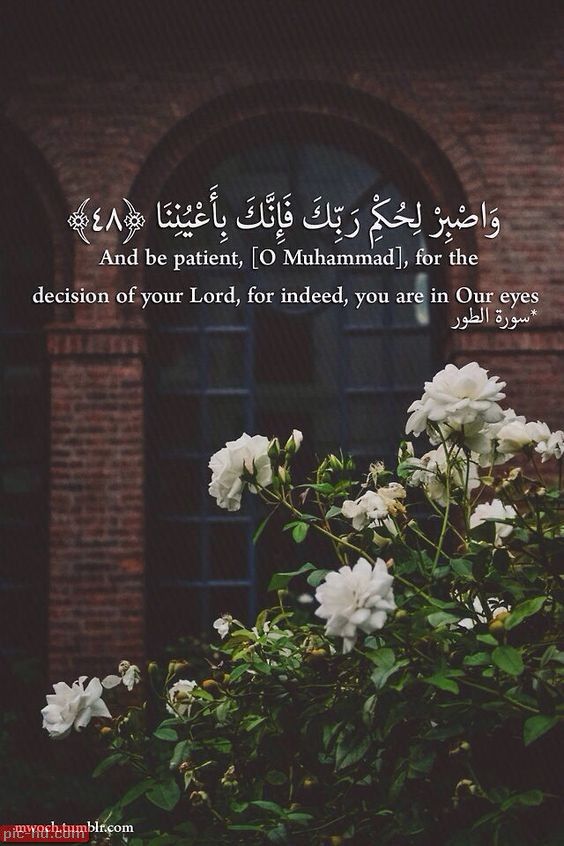 وَاصْبِرْ لِحُكْمِ رَبِّكَ فَإِنَّكَ بِأَعْيُنِنَا ﴿٤٨﴾
And be patient, [O Muhammad], for the
decision of your Lord, for indeed, you are in Our eyes
*سورة الطور
mwoch.tumblr.com
pic-hu.com